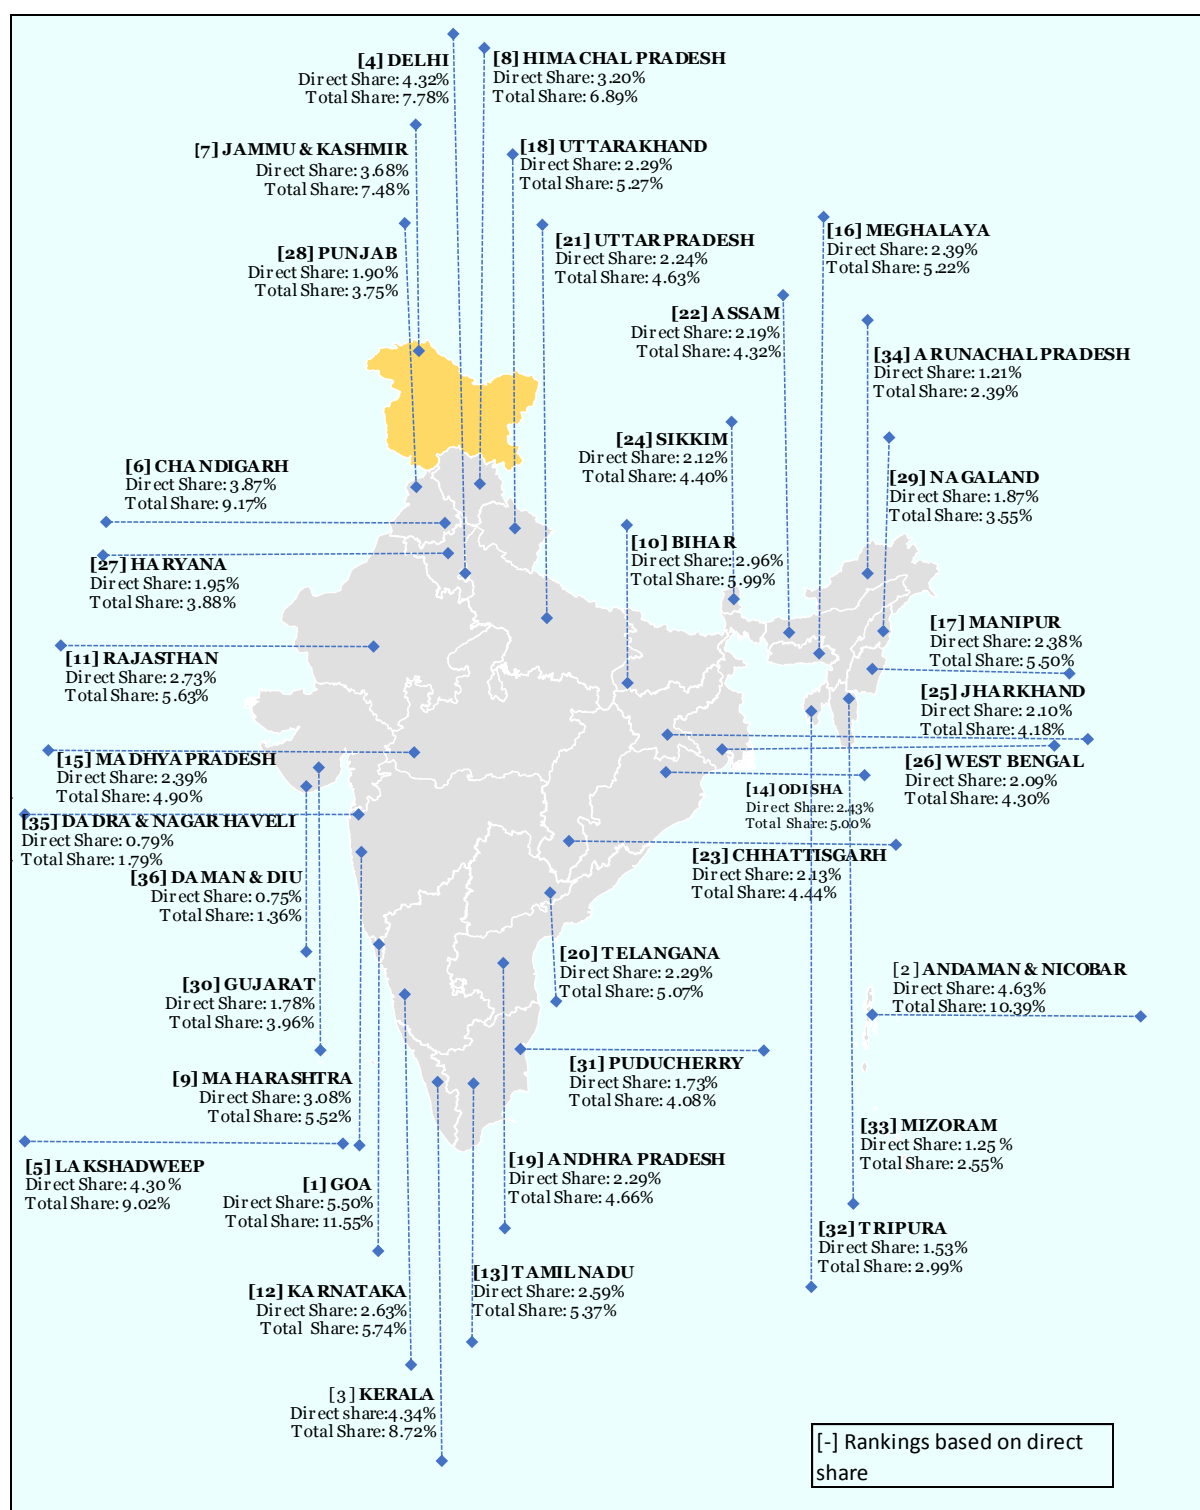 [4] DELHI
Direct Share: 4.32%
Total Share: 7.78%
[8] HIMACHAL PRADESH
Direct Share: 3.20%
Total Share: 6.89%
[7] JAMMU & KASHMIR
Direct Share: 3.68%
Total Share: 7.48%
[18] UTTARAKHAND
Direct Share: 2.29%
Total Share: 5.27%
[28] PUNJAB
Direct Share: 1.90%
Total Share: 3.75%
[21] UTTAR PRADESH
Direct Share: 2.24%
Total Share: 4.63%
[16] MEGHALAYA
Direct Share: 2.39%
Total Share: 5.22%
[22] ASSAM
Direct Share: 2.19%
Total Share: 4.32%
[34] ARUNACHAL PRADESH
Direct Share: 1.21%
Total Share: 2.39%
[24] SIKKIM
Direct Share: 2.12%
Total Share: 4.40%
[6] CHANDIGARH
Direct Share: 3.87%
Total Share: 9.17%
[29] NAGALAND
Direct Share: 1.87%
Total Share: 3.55%
[10] BIHAR
Direct Share: 2.96%
Total Share: 5.99%
[27] HARYANA
Direct Share: 1.95%
Total Share: 3.88%
[17] MANIPUR
Direct Share: 2.38%
Total Share: 5.50%
[11] RAJASTHAN
Direct Share: 2.73%
Total Share: 5.63%
[25] JHARKHAND
Direct Share: 2.10%
Total Share: 4.18%
[15] MADHYA PRADESH
Direct Share: 2.39%
Total Share: 4.90%
[26] WEST BENGAL
Direct Share: 2.09%
Total Share: 4.30%
[14] ODISHA
Direct Share: 2.43%
Total Share: 5.00%
[35] DADRA & NAGAR HAVELI
Direct Share: 0.79%
Total Share: 1.79%
[23] CHHATTISGARH
Direct Share: 2.13%
Total Share: 4.44%
[36] DAMAN & DIU
Direct Share: 0.75%
Total Share: 1.36%
[20] TELANGANA
Direct Share: 2.29%
Total Share: 5.07%
[2] ANDAMAN & NICOBAR
Direct Share: 4.63%
Total Share: 10.39%
[30] GUJARAT
Direct Share: 1.78%
Total Share: 3.96%
[31] PUDUCHERRY
Direct Share: 1.73%
Total Share: 4.08%
[9] MAHARASHTRA
Direct Share: 3.08%
Total Share: 5.52%
[33] MIZORAM
Direct Share: 1.25 %
Total Share: 2.55%
[5] LAKSHADWEEP
Direct Share: 4.30 %
Total Share: 9.02%
[1] GOA
Direct Share: 5.50%
Total Share: 11.55%
[19] ANDHRA PRADESH
Direct Share: 2.29%
Total Share: 4.66%
[32] TRIPURA
Direct Share: 1.53%
Total Share: 2.99%
[12] KARNATAKA
Direct Share: 2.63%
Total Share: 5.74%
[13] TAMIL NADU
Direct Share: 2.59%
Total Share: 5.37%
[3] KERALA
Direct share:4.34%
Total Share: 8.72%
[-] Rankings based on direct
share